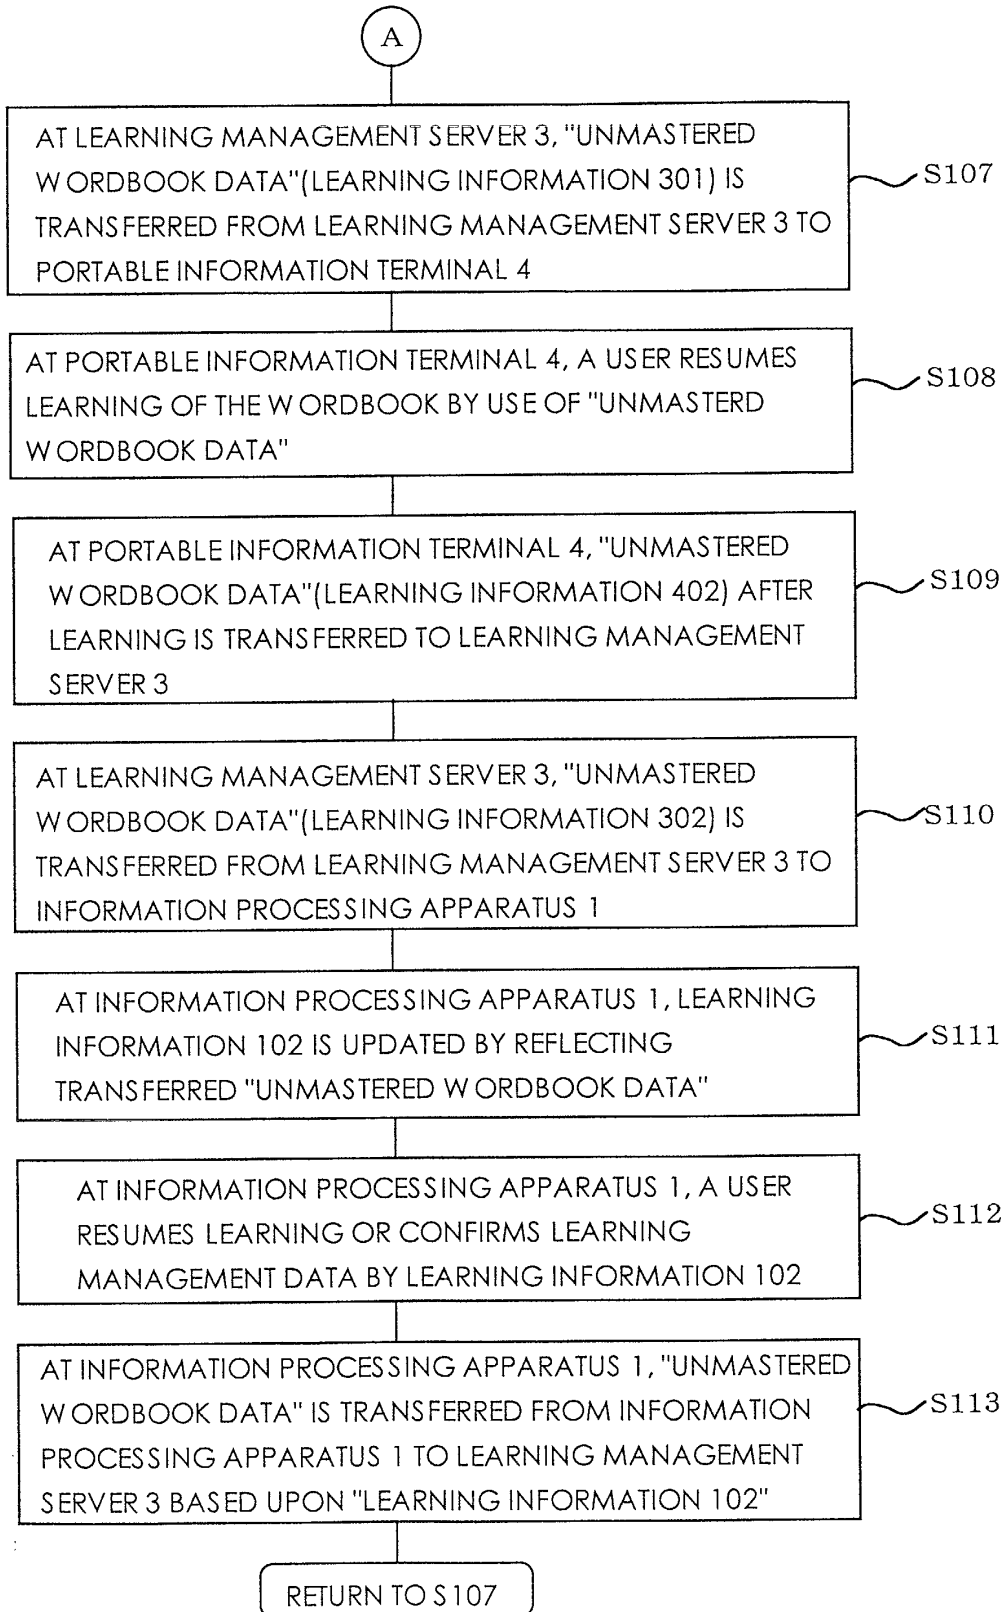 A
AT LEARNING MANAGEMENT SERVER 3, "UNMASTERED
WORDBOOK DATA"(LEARNING INFORMATION 301) IS
TRANSFERRED FROM LEARNING MANAGEMENT SERVER 3 TO
PORTABLE INFORMATION TERMINAL 4
S107
AT PORTABLE INFORMATION TERMINAL 4, A USER RESUMES
LEARNING OF THE WORDBOOK BY USE OF "UNMASTERD
WORDBOOK DATA"
S108
AT PORTABLE INFORMATION TERMINAL 4, "UNMASTERED
WORDBOOK DATA"(LEARNING INFORMATION 402) AFTER
LEARNING IS TRANSFERRED TO LEARNING MANAGEMENT
SERVER 3
S109
AT LEARNING MANAGEMENT SERVER 3, "UNMASTERED
WORDBOOK DATA"(LEARNING INFORMATION 302) IS
TRANSFERRED FROM LEARNING MANAGEMENT SERVER 3 TO
INFORMATION PROCESSING APPARATUS 1
S110
AT INFORMATION PROCESSING APPARATUS 1, LEARNING
INFORMATION 102 IS UPDATED BY REFLECTING
TRANSFERRED "UNMASTERED WORDBOOK DATA"
S111
AT INFORMATION PROCESSING APPARATUS 1, A USER
RESUMES LEARNING OR CONFIRMS LEARNING
MANAGEMENT DATA BY LEARNING INFORMATION 102
S112
AT INFORMATION PROCESSING APPARATUS 1, "UNMASTERED
WORDBOOK DATA" IS TRANSFERRED FROM INFORMATION
PROCESSING APPARATUS 1 TO LEARNING MANAGEMENT
SERVER 3 BASED UPON "LEARNING INFORMATION 102"
S113
RETURN TO S107